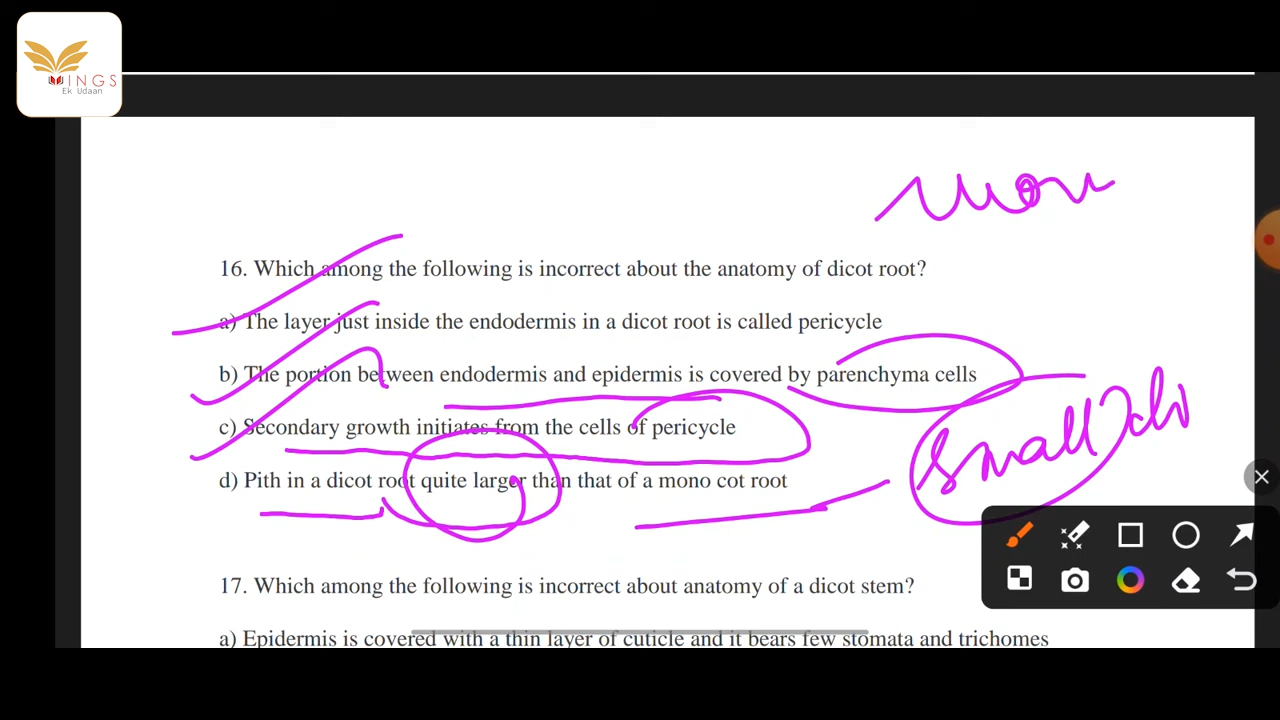 WINGS
Ek Udaan
Mon
16. Which among the following is incorrect about the anatomy of dicot root?
a) The layer just inside the endodermis in a dicot root is called pericycle
b) The portion between endodermis and epidermis is covered by parenchyma cells
c) Secondary growth initiates from the cells of pericycle
Small
d) Pith in a dicot root quite larger than that of a mono cot root
17. Which among the following is incorrect about anatomy of a dicot stem?
a) Epidermis is covered with a thin layer of cuticle and it bears few stomata and trichomes